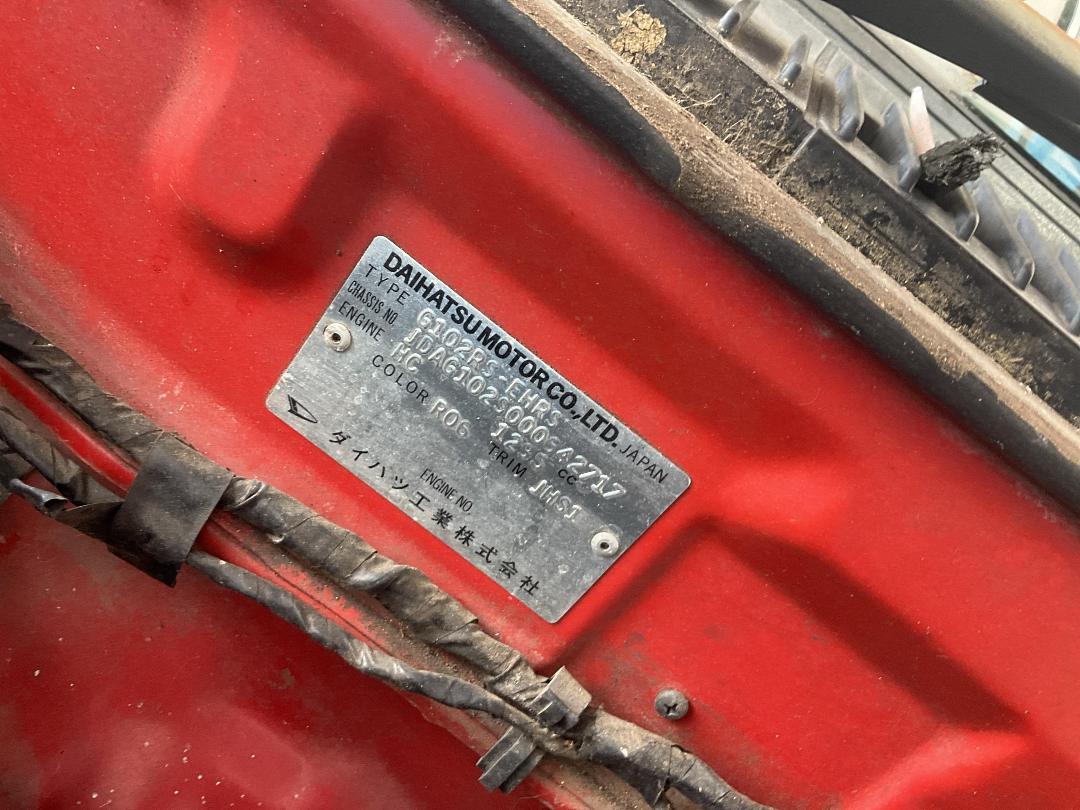 DAIHATSU MOTOR CO.,LTD. JAPAN
TYPE G102RS-EHRS
CHASSIS NO. JDAG102S000542717
ENGINE HC 1295 CC
COLOR R06 TRIM JHS1
ENGINE NO.
ダイハツ工業株式会社